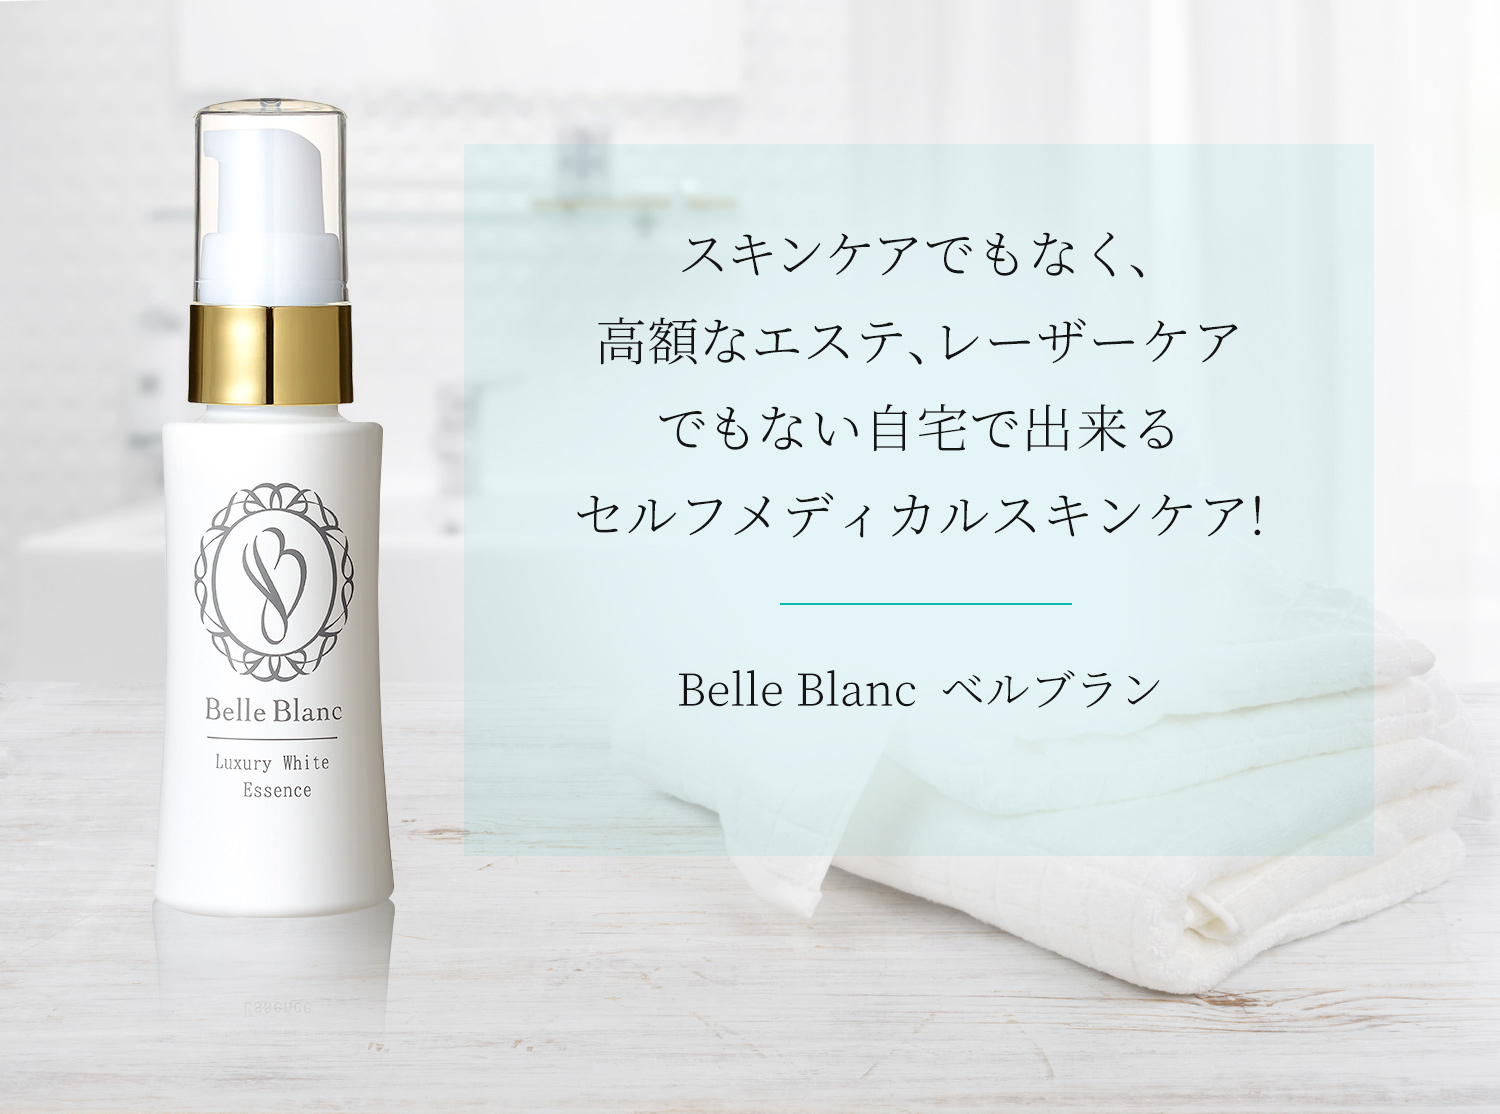 スキンケアでもなく、
高額なエステ、レーザーケア
でもない自宅で出来る
セルフメディカルスキンケア!
Belle Blanc ベルブラン
Belle Blanc
Luxury White
Essence